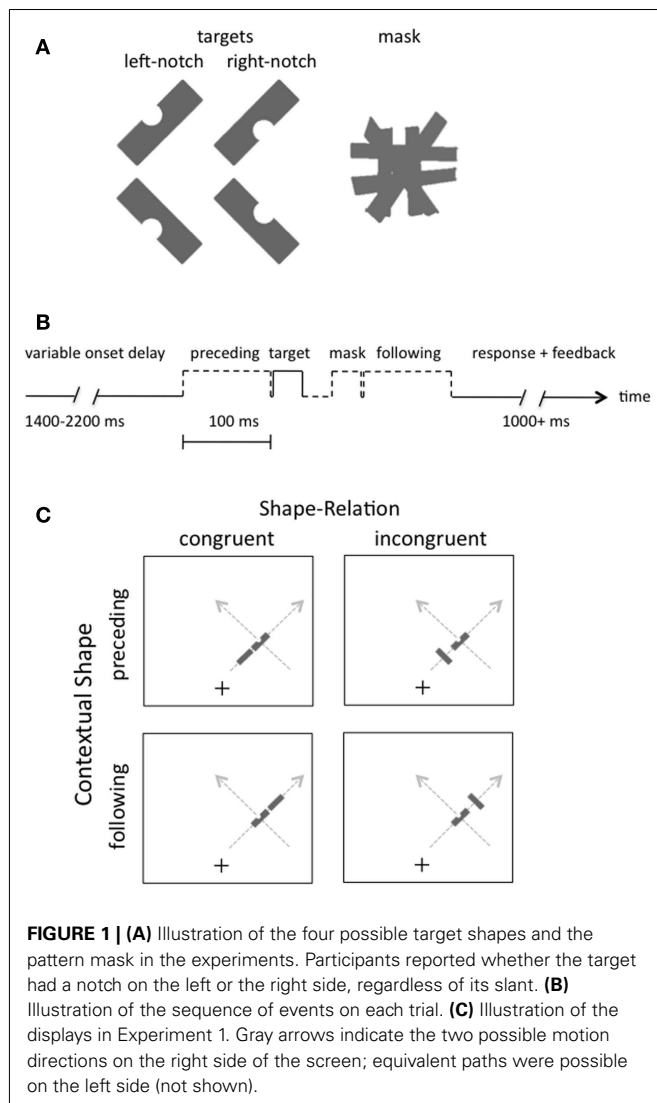 A
targets
mask
left-notch
right-notch
B
variable onset delay
preceding
target
mask
following
response + feedback
time
1400-2200 ms
100 ms
1000+ ms
C
Shape-Relation
congruent
incongruent
Contextual Shape
preceding
+
+
following
+
+
FIGURE 1 | (A) Illustration of the four possible target shapes and the
pattern mask in the experiments. Participants reported whether the target
had a notch on the left or the right side, regardless of its slant. (B)
Illustration of the sequence of events on each trial. (C) Illustration of the
displays in Experiment 1. Gray arrows indicate the two possible motion
directions on the right side of the screen; equivalent paths were possible
on the left side (not shown).